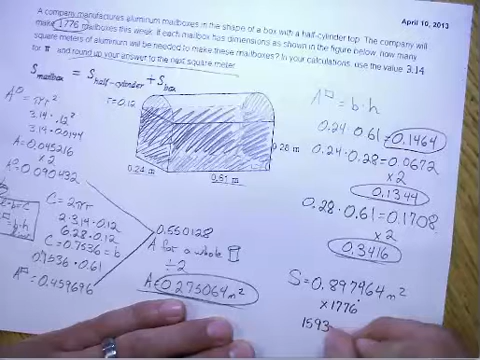 April 10, 2013
A company manufactures aluminum mailboxes in the shape of a box with a half-cylinder top. The company will
make 1776 mailboxes this week. If each mailbox has dimensions as shown in the figure below, how many
square meters of aluminum will be needed to make these mailboxes? In your calculations, use the value 3.14
for π and round up your answer to the next square meter.
S mailbox = S half-cylinder + S box
A○ = πr²
3.14 · .12²
3.14 · 0.0144
A = 0.045216
x 2
A○ = 0.090432
r = 0.12
0.28 m
0.24 m
0.61 m
C = 2πr
2·3.14·0.12
6.28·0.12
C = 0.7536 = b
0.7536 · 0.61
A□ = 0.459696
b·h
0.550128
A for a whole
÷ 2
A = 0.275064 m²
A□ = b·h
0.24 · 0.61 = 0.1464
0.24 · 0.28 = 0.0672
x 2
0.1344
0.28 · 0.61 = 0.1708
x 2
0.3416
S = 0.897464 m²
x 1776
1593